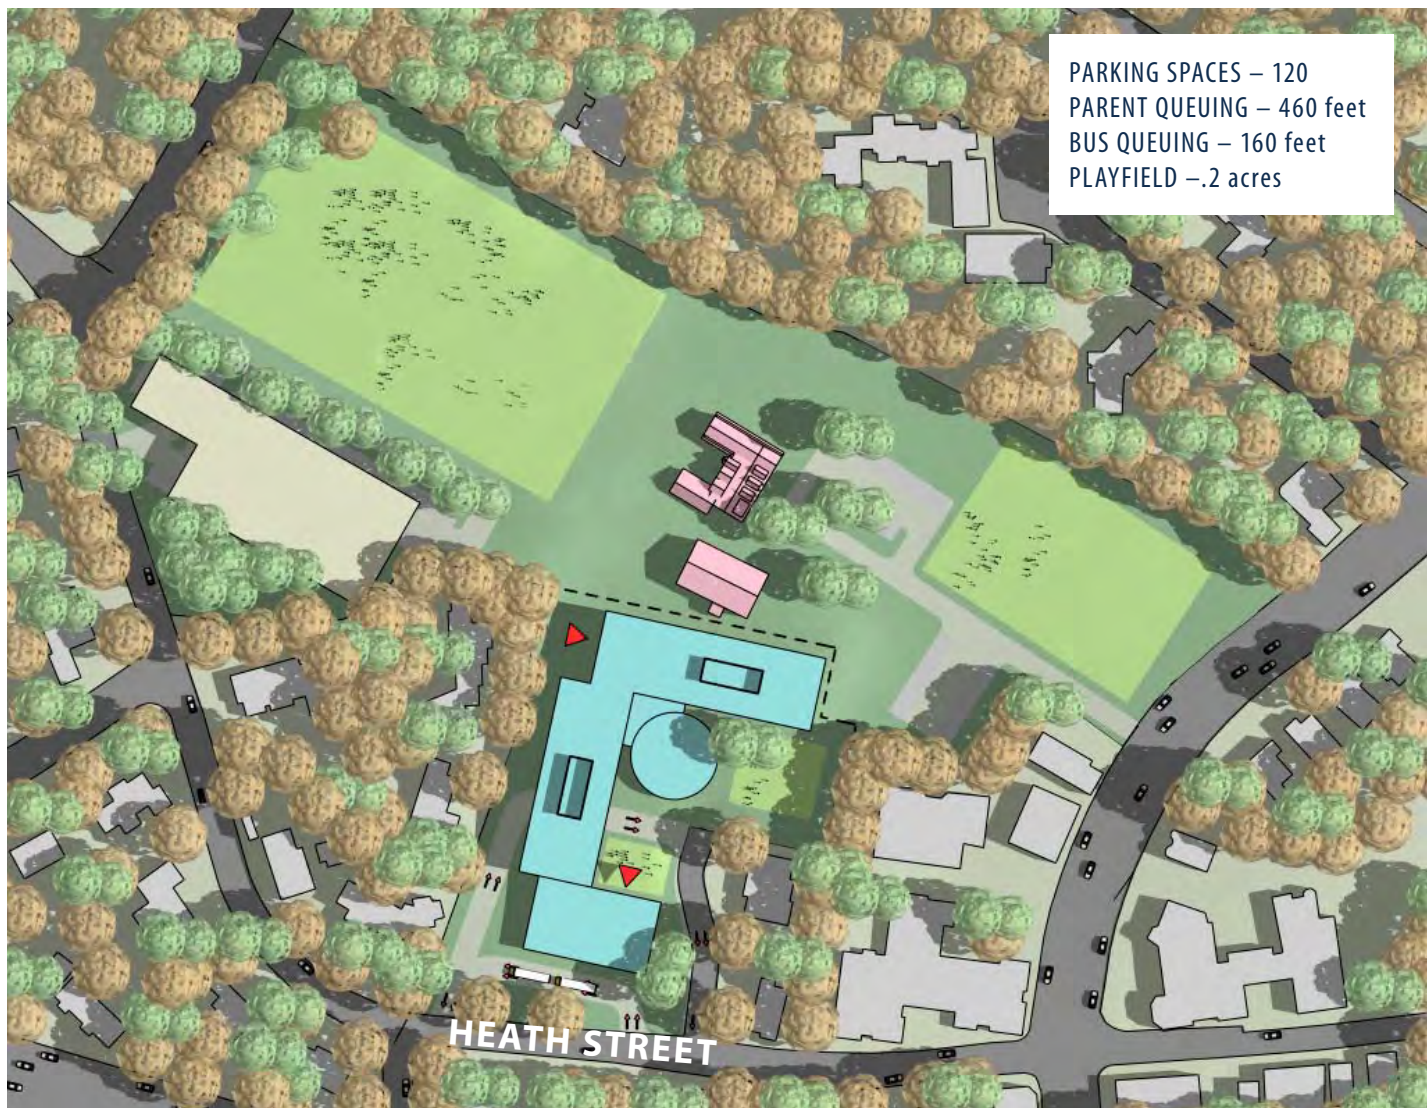 PARKING SPACES – 120
PARENT QUEUING – 460 feet
BUS QUEUING – 160 feet
PLAYFIELD –.2 acres
HEATH STREET